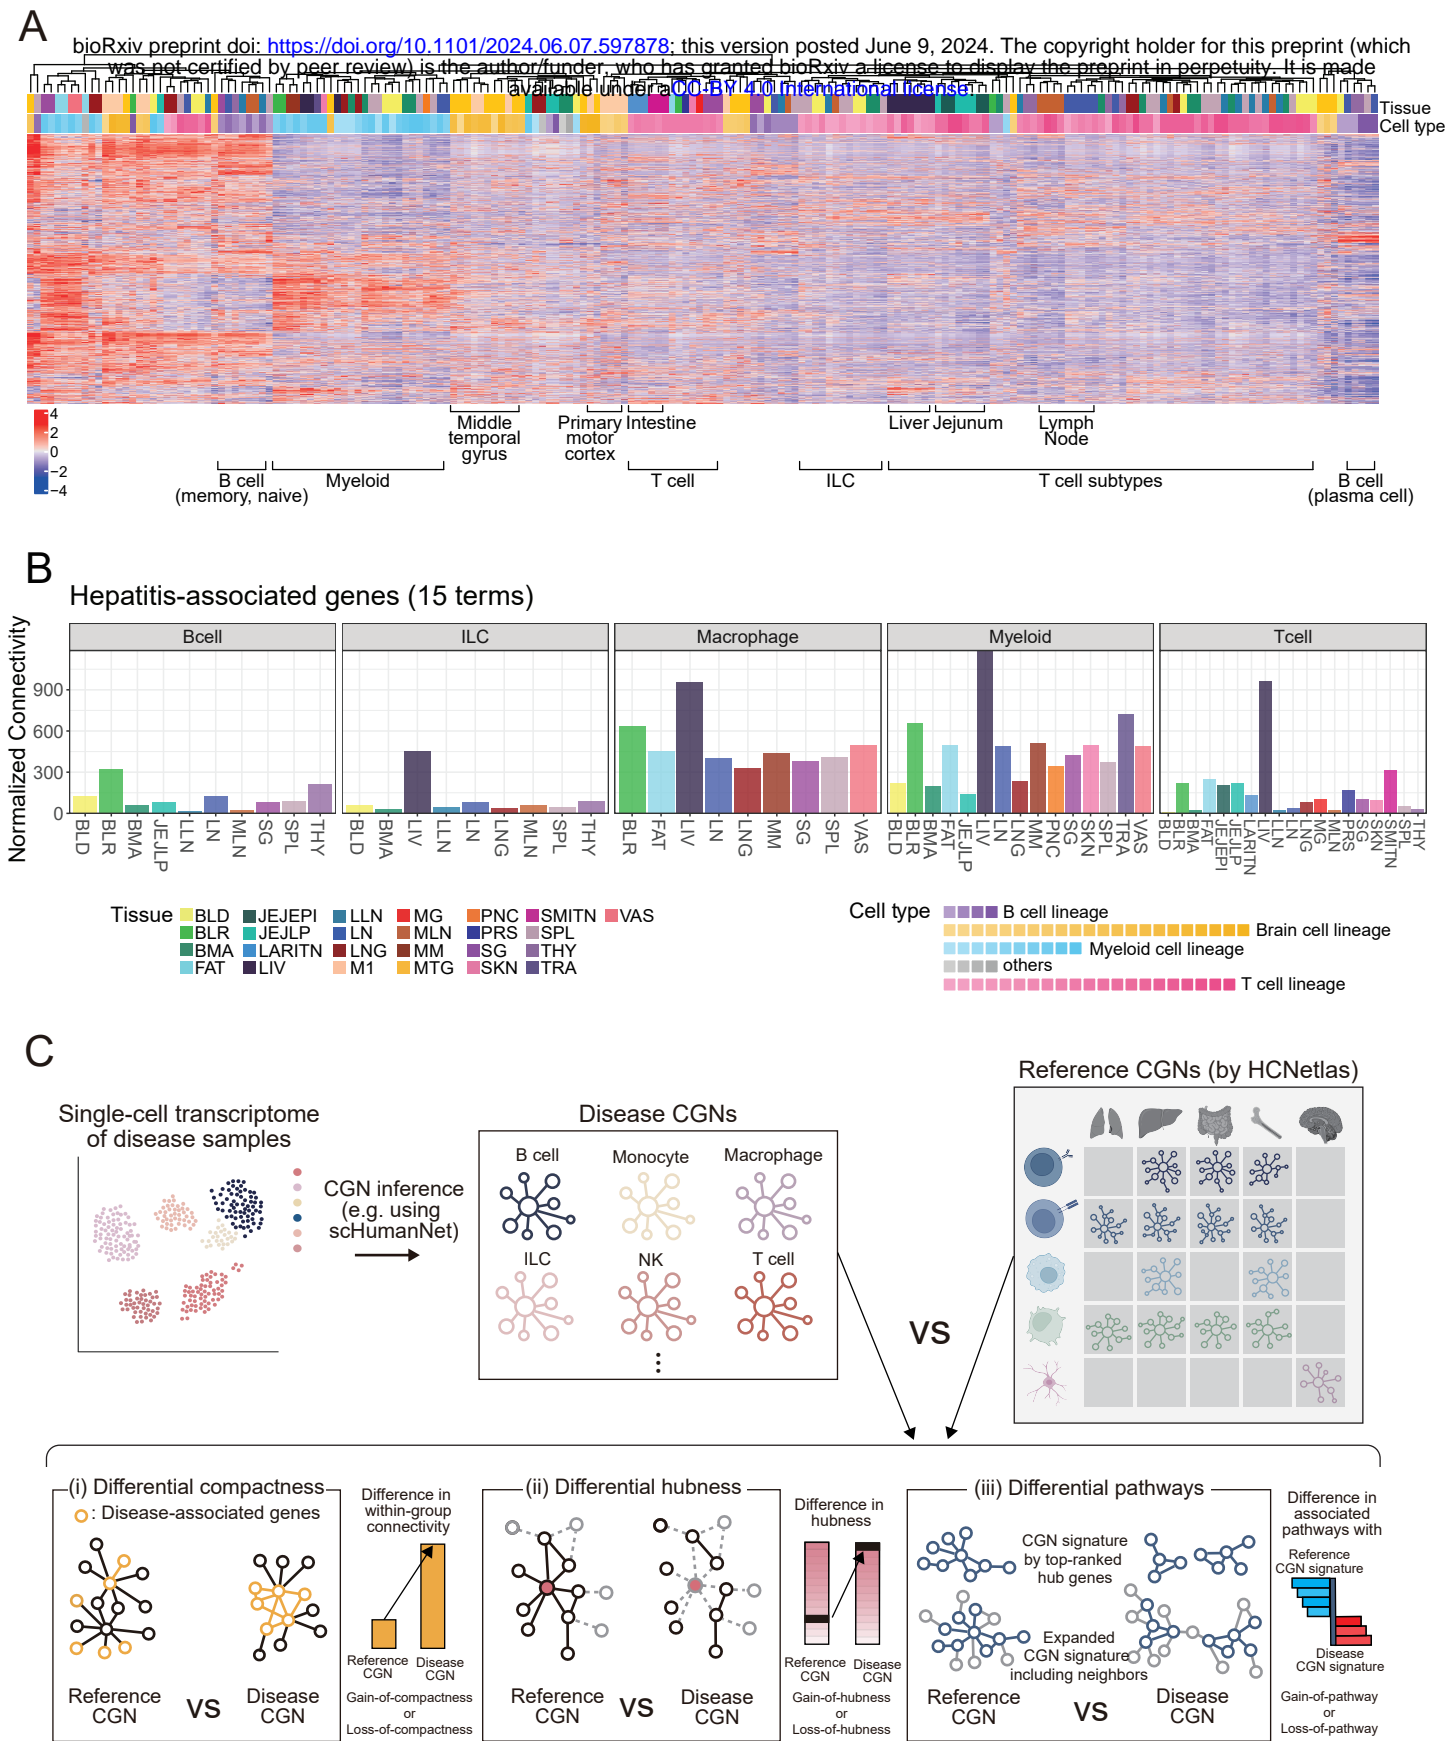 A
bioRxiv preprint doi: https://doi.org/10.1101/2024.06.07.597878; this version posted June 9, 2024. The copyright holder for this preprint (which
was not certified by peer review) is the author/funder, who has granted bioRxiv a license to display the preprint in perpetuity. It is made
available under aCC-BY 4.0 International license.
Tissue
Cell type
4
2
0
−2
−4
Middle
temporal
gyrus
Primary
motor
cortex
Intestine
Liver
Jejunum
Lymph
Node
B cell
(memory, naive)
Myeloid
T cell
ILC
T cell subtypes
B cell
(plasma cell)
B
Hepatitis-associated genes (15 terms)
Normalized Connectivity
Bcell
ILC
Macrophage
Myeloid
Tcell
900
600
300
0
BLD BLR BMA JEJLP LLN LN MLN SG SPL THY
BLD BMA LIV LLN LN LNG MLN SPL THY
BLR FAT LIV LN LNG MM SG SPL VAS
BLD BLR BMA FAT JEJLP LIV LN LNG MM PNC SG SKN SPL TRA VAS
BLD BLR BMA FAT JEJEPI JEJLP LARITN LIV LLN LN LNG MG MLN PRS SG SKN SMITN SPL THY
Tissue
BLD JEJEPI LLN MG PNC SMITN VAS
BLR JEJLP LN MLN PRS SPL
BMA LARITN LNG MM SG THY
FAT LIV M1 MTG SKN TRA
Cell type
B cell lineage
Brain cell lineage
Myeloid cell lineage
others
T cell lineage
C
Single-cell transcriptome
of disease samples
CGN inference
(e.g. using
scHumanNet)
Disease CGNs
B cell
Monocyte
Macrophage
ILC
NK
T cell
VS
Reference CGNs (by HCNetlas)
(i) Differential compactness
: Disease-associated genes
Reference
CGN
VS
Disease
CGN
Difference in
within-group
connectivity
Reference
CGN
Disease
CGN
Gain-of-compactness
or
Loss-of-compactness
(ii) Differential hubness
Reference
CGN
VS
Disease
CGN
Difference in
hubness
Reference
CGN
Disease
CGN
Gain-of-hubness
or
Loss-of-hubness
(iii) Differential pathways
CGN signature
by top-ranked
hub genes
Expanded
CGN signature
including neighbors
Reference
CGN
VS
Disease
CGN
Difference in
associated
pathways with
Reference
CGN signature
Disease
CGN signature
Gain-of-pathway
or
Loss-of-pathway